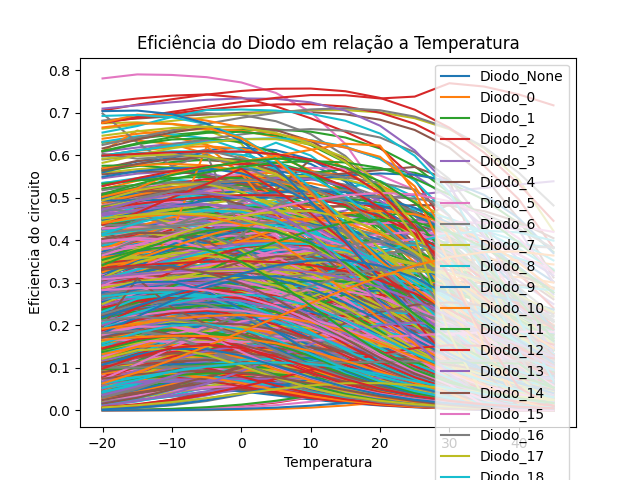 Eficiência do Diodo em relação a Temperatura
Eficiencia do circuito
0.8
0.7
0.6
0.5
0.4
0.3
0.2
0.1
0.0
−20
−10
0
10
20
30
40
Temperatura
Diodo_None
Diodo_0
Diodo_1
Diodo_2
Diodo_3
Diodo_4
Diodo_5
Diodo_6
Diodo_7
Diodo_8
Diodo_9
Diodo_10
Diodo_11
Diodo_12
Diodo_13
Diodo_14
Diodo_15
Diodo_16
Diodo_17
Diodo_18